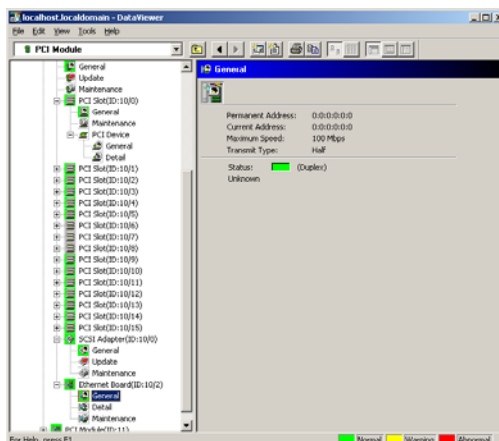 localhost.localdomain - DataViewer
File Edit View Tools Help
PCI Module
General
Update
Maintenance
PCI Slot(ID:10/0)
General
Maintenance
PCI Device
General
Detail
PCI Slot(ID:10/1)
PCI Slot(ID:10/2)
PCI Slot(ID:10/3)
PCI Slot(ID:10/4)
PCI Slot(ID:10/5)
PCI Slot(ID:10/6)
PCI Slot(ID:10/7)
PCI Slot(ID:10/8)
PCI Slot(ID:10/9)
PCI Slot(ID:10/10)
PCI Slot(ID:10/11)
PCI Slot(ID:10/12)
PCI Slot(ID:10/13)
PCI Slot(ID:10/14)
PCI Slot(ID:10/15)
SCSI Adapter(ID:10/0)
General
Update
Maintenance
Ethernet Board(ID:10/2)
General
Detail
Maintenance
PCI Module(ID:11)
General
Permanent Address: 0:0:0:0:0:0
Current Address: 0:0:0:0:0:0
Maximum Speed: 100 Mbps
Transmit Type: Half
Status: (Duplex)
Unknown
For Help, press F1
Normal Warning Abnormal